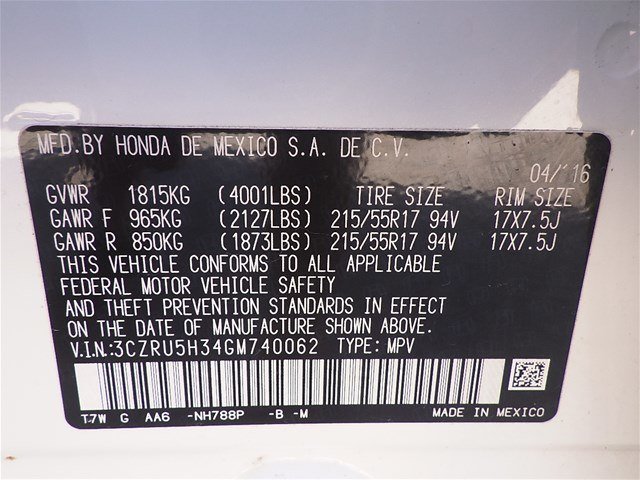 MFD.BY HONDA DE MEXICO S.A. DE C.V.
04/'16
GVWR 1815KG (4001LBS) TIRE SIZE RIM SIZE
GAWR F 965KG (2127LBS) 215/55R17 94V 17X7.5J
GAWR R 850KG (1873LBS) 215/55R17 94V 17X7.5J
THIS VEHICLE CONFORMS TO ALL APPLICABLE
FEDERAL MOTOR VEHICLE SAFETY
AND THEFT PREVENTION STANDARDS IN EFFECT
ON THE DATE OF MANUFACTURE SHOWN ABOVE.
V.I.N:3CZRU5H34GM740062 TYPE: MPV
T7W G AA6 -NH788P -B -M MADE IN MEXICO